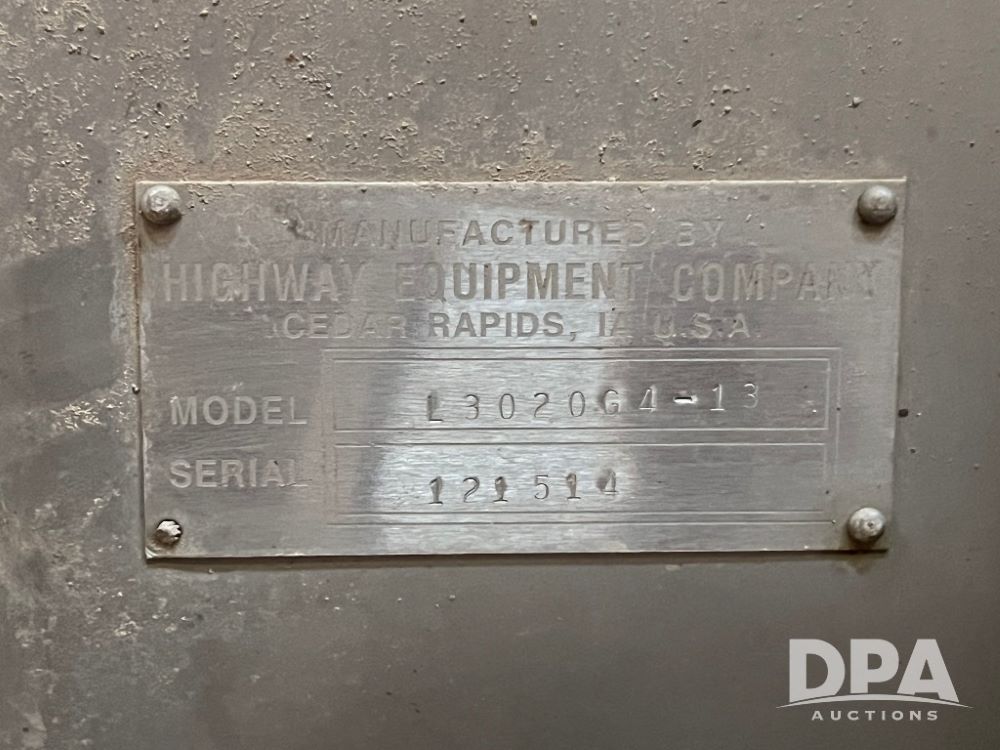 MANUFACTURED BY
HIGHWAY EQUIPMENT COMPANY
CEDAR RAPIDS, IA U.S.A.
MODEL L3020G4-13
SERIAL 121514
DPA
AUCTIONS